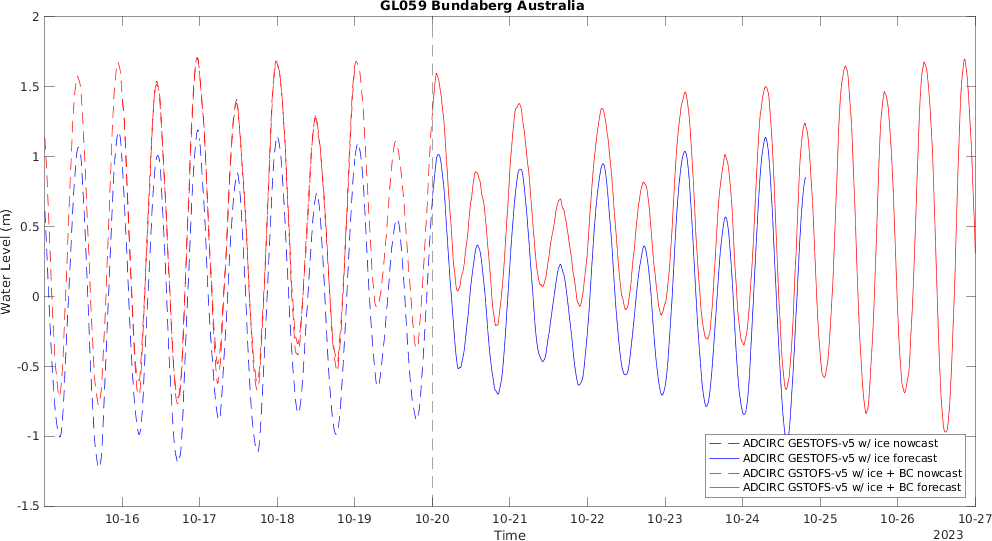 GL059 Bundaberg Australia
2
1.5
1
0.5
0
-0.5
-1
-1.5
Water Level (m)
10-16 10-17 10-18 10-19 10-20 10-21 10-22 10-23 10-24 10-25 10-26 10-27
Time
2023
ADCIRC GESTOFS-v5 w/ ice nowcast
ADCIRC GESTOFS-v5 w/ ice forecast
ADCIRC GSTOFS-v5 w/ ice + BC nowcast
ADCIRC GSTOFS-v5 w/ ice + BC forecast